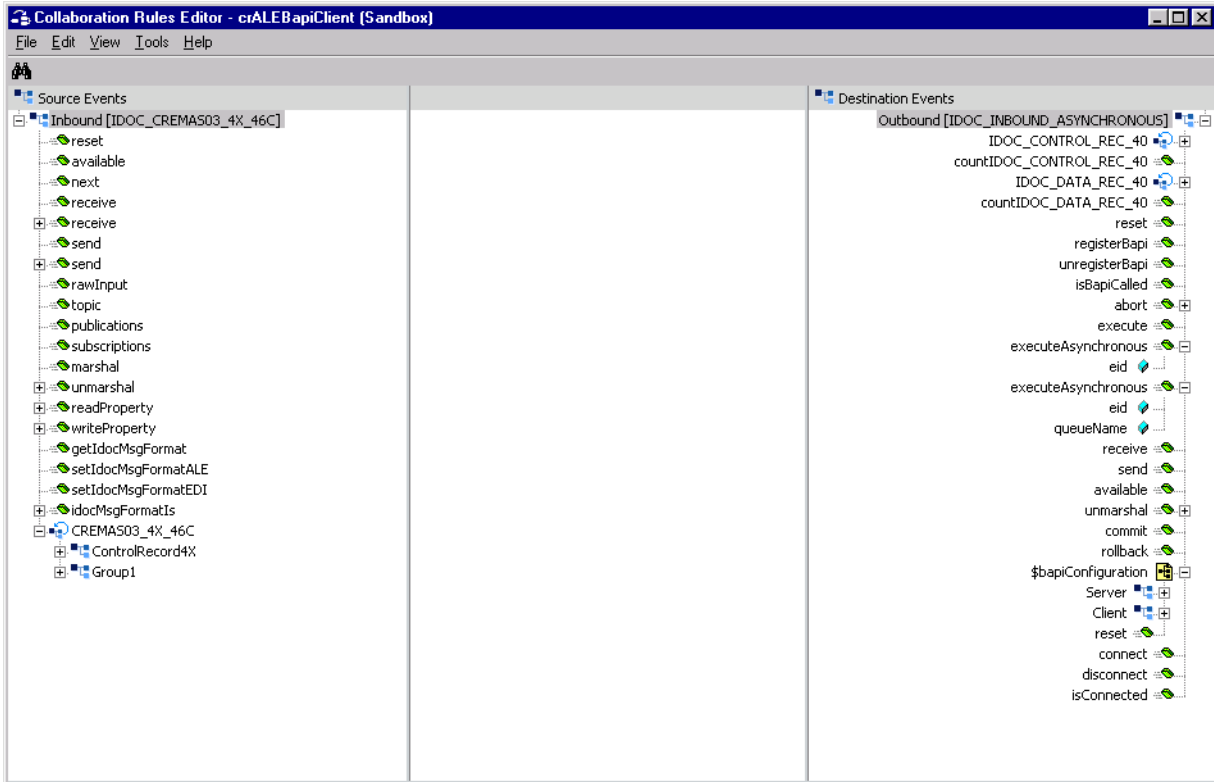 Collaboration Rules Editor - crALEBapiClient (Sandbox)
File Edit View Tools Help
Source Events
Inbound [IDOC_CREMAS03_4X_46C]
reset
available
next
receive
receive
send
send
rawInput
topic
publications
subscriptions
marshal
unmarshal
readProperty
writeProperty
getIdocMsgFormat
setIdocMsgFormatALE
setIdocMsgFormatEDI
idocMsgFormatIs
CREMAS03_4X_46C
ControlRecord4X
Group1
Destination Events
Outbound [IDOC_INBOUND_ASYNCHRONOUS]
IDOC_CONTROL_REC_40
countIDOC_CONTROL_REC_40
IDOC_DATA_REC_40
countIDOC_DATA_REC_40
reset
registerBapi
unregisterBapi
isBapiCalled
abort
execute
executeAsynchronous
eid
executeAsynchronous
eid
queueName
receive
send
available
unmarshal
commit
rollback
$bapiConfiguration
Server
Client
reset
connect
disconnect
isConnected